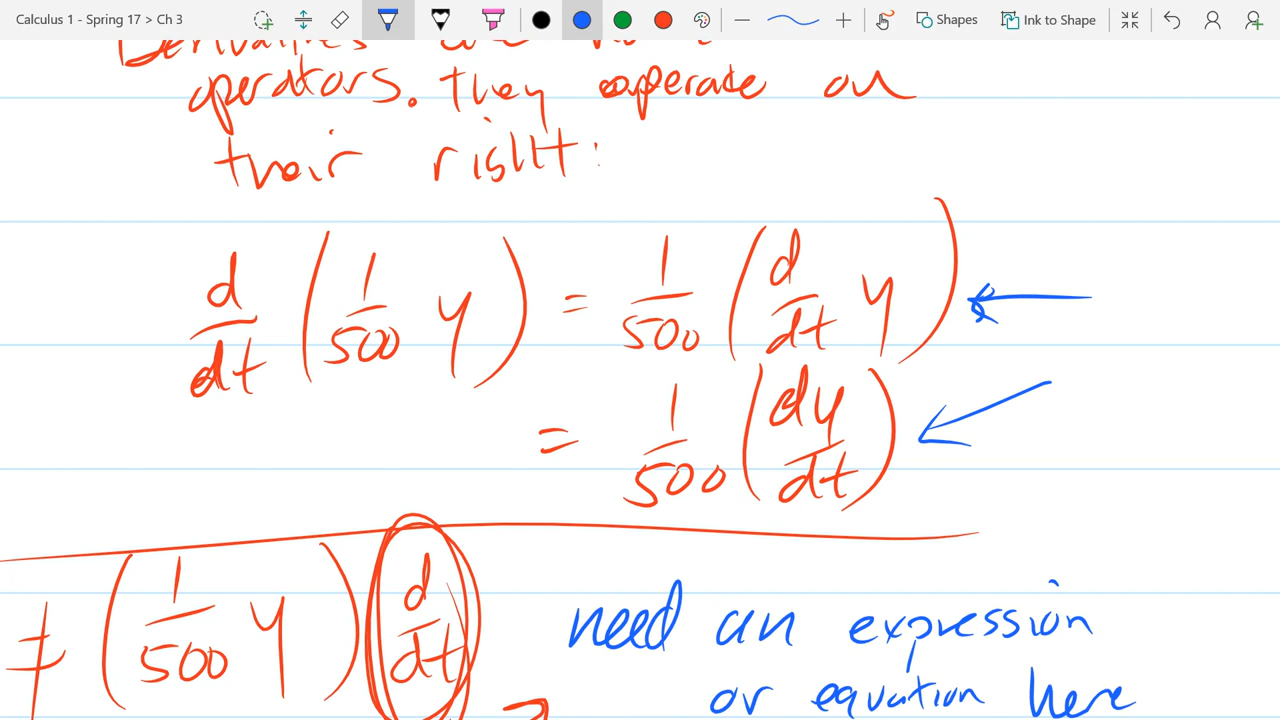 Calculus 1 - Spring 17 > Ch 3
Shapes
Ink to Shape
Derivatives
operators. They operate on
their right:
d/dt (1/500 y) = 1/500 (d/dt y)
= 1/500 (dy/dt)
≠ (1/500 y) (d/dt)
need an expression
or equation here